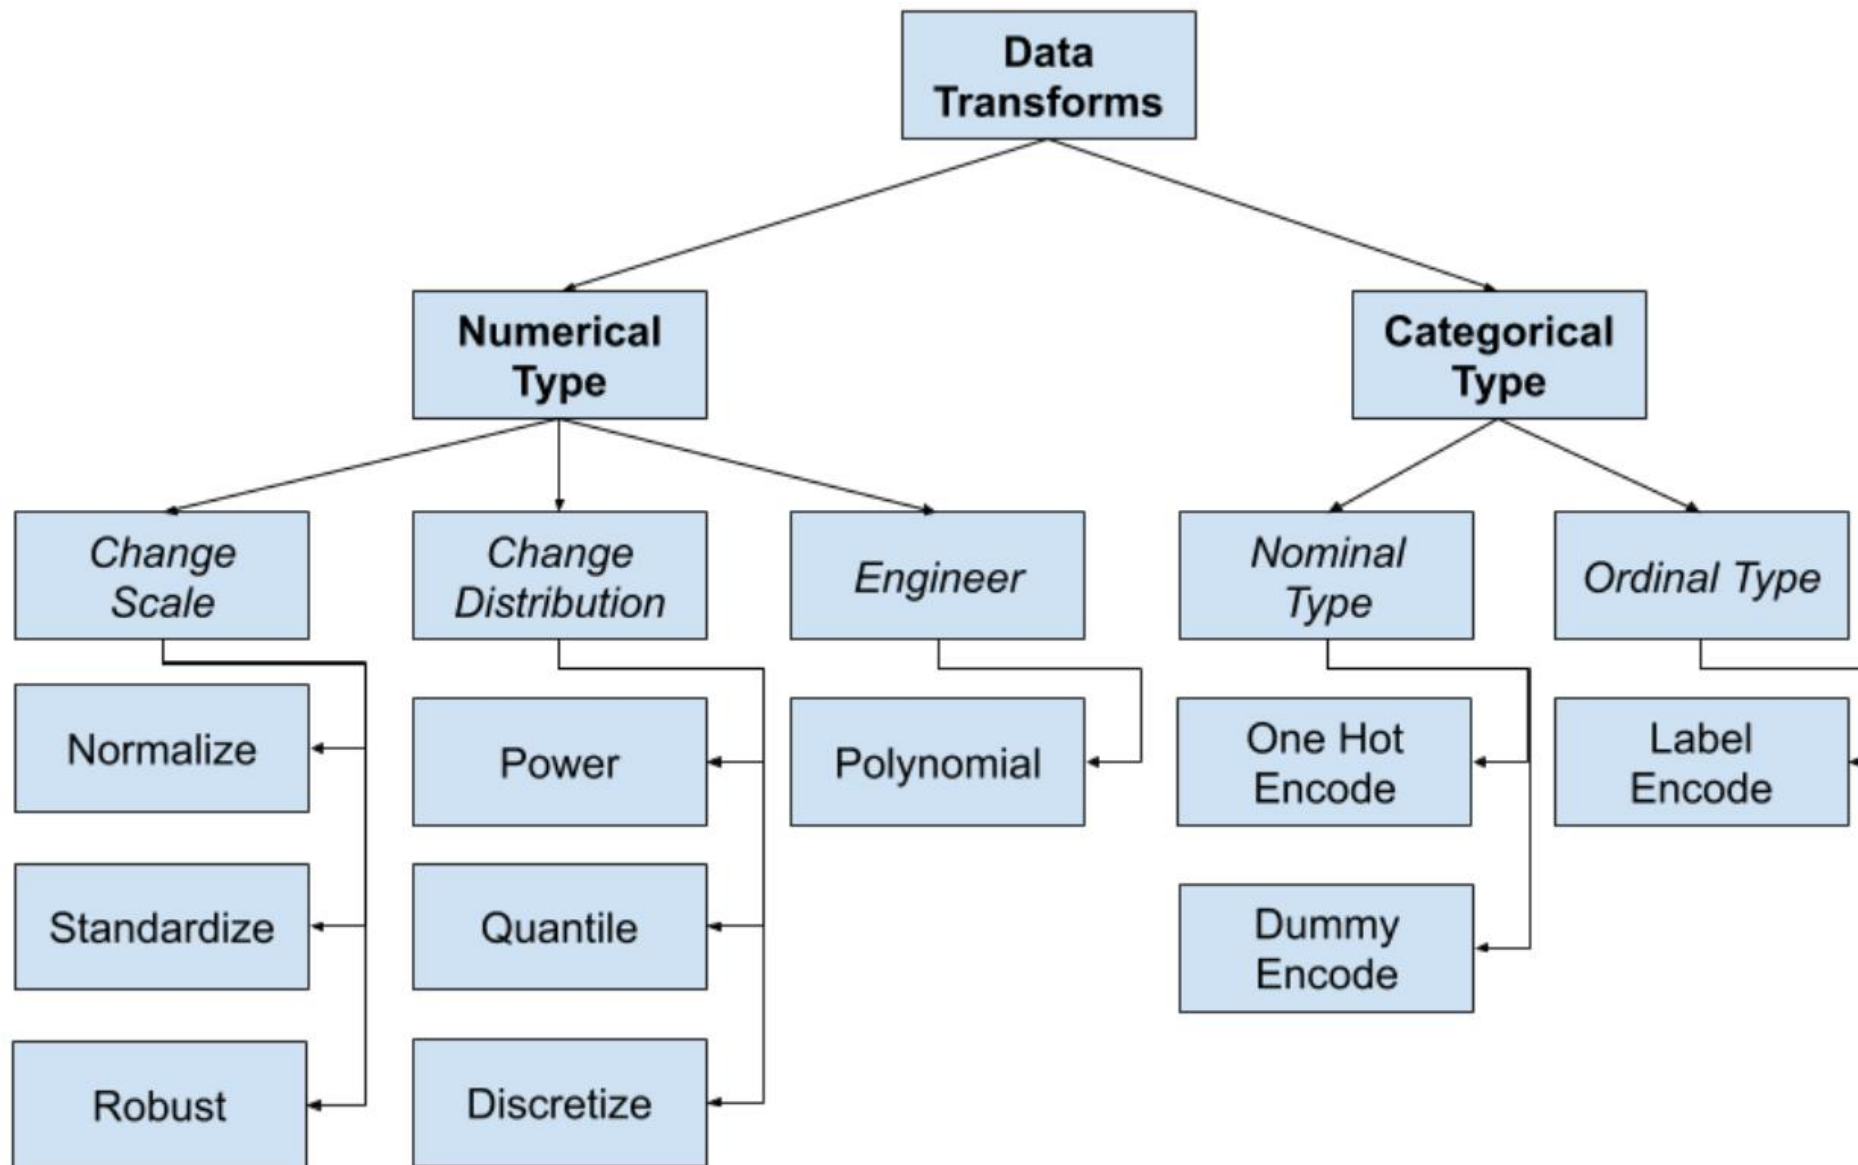 Data
Transforms
Numerical
Type
Categorical
Type
Change
Scale
Change
Distribution
Engineer
Nominal
Type
Ordinal Type
Normalize
Power
Polynomial
One Hot
Encode
Label
Encode
Standardize
Quantile
Dummy
Encode
Robust
Discretize